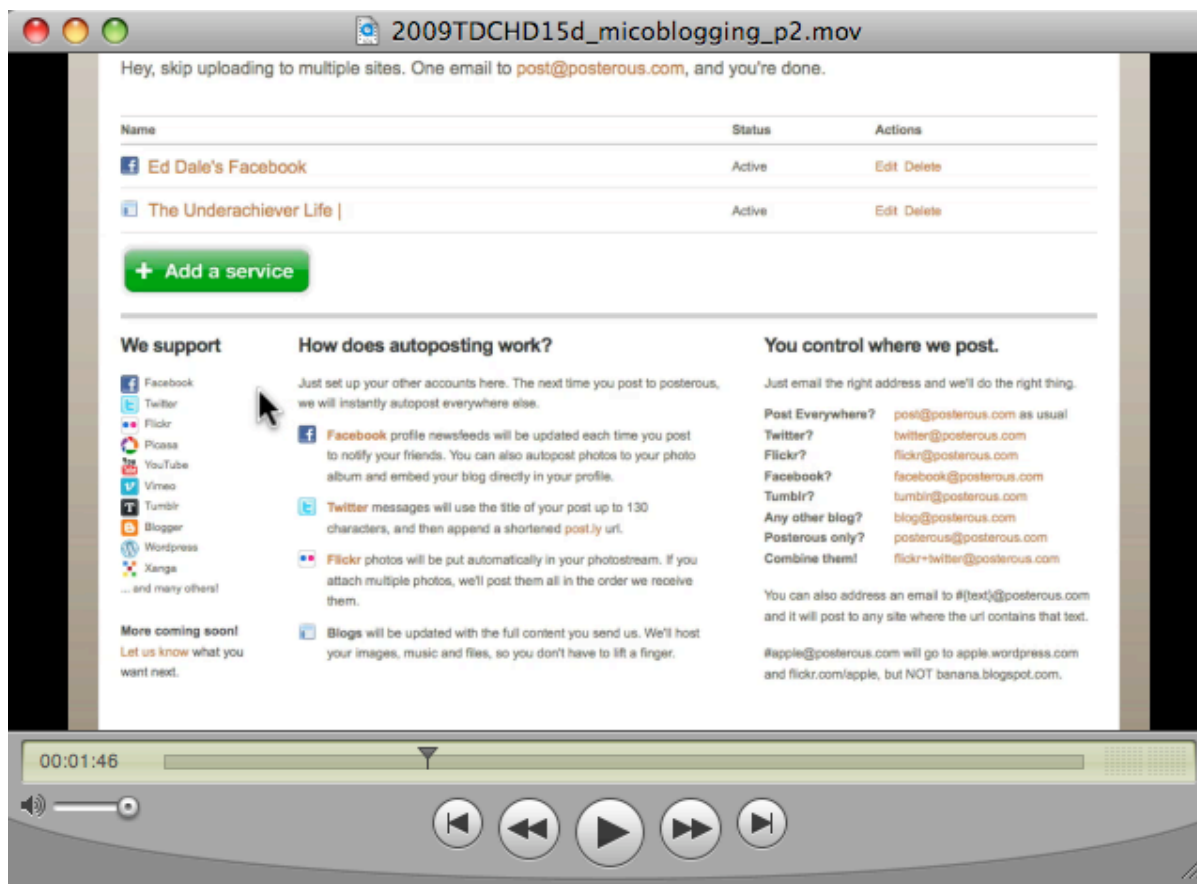 2009TDCHD15d_micoblogging_p2.mov
Hey, skip uploading to multiple sites. One email to post@posterous.com, and you're done.
Name Status Actions
Ed Dale's Facebook Active Edit Delete
The Underachiever Life | Active Edit Delete
+ Add a service
We support
Facebook
Twitter
Flickr
Picasa
YouTube
Vimeo
Tumblr
Blogger
Wordpress
Xanga
... and many others!
More coming soon!
Let us know what you
want next.
How does autoposting work?
Just set up your other accounts here. The next time you post to posterous,
we will instantly autopost everywhere else.
Facebook profile newsfeeds will be updated each time you post
to notify your friends. You can also autopost photos to your photo
album and embed your blog directly in your profile.
Twitter messages will use the title of your post up to 130
characters, and then append a shortened post.ly url.
Flickr photos will be put automatically in your photostream. If you
attach multiple photos, we'll post them all in the order we receive
them.
Blogs will be updated with the full content you send us. We'll host
your images, music and files, so you don't have to lift a finger.
You control where we post.
Just email the right address and we'll do the right thing.
Post Everywhere? post@posterous.com as usual
Twitter? twitter@posterous.com
Flickr? flickr@posterous.com
Facebook? facebook@posterous.com
Tumblr? tumblr@posterous.com
Any other blog? blog@posterous.com
Posterous only? posterous@posterous.com
Combine them! flickr+twitter@posterous.com
You can also address an email to #{text}@posterous.com
and it will post to any site where the url contains that text.
#apple@posterous.com will go to apple.wordpress.com
and flickr.com/apple, but NOT banana.blogspot.com.
00:01:46